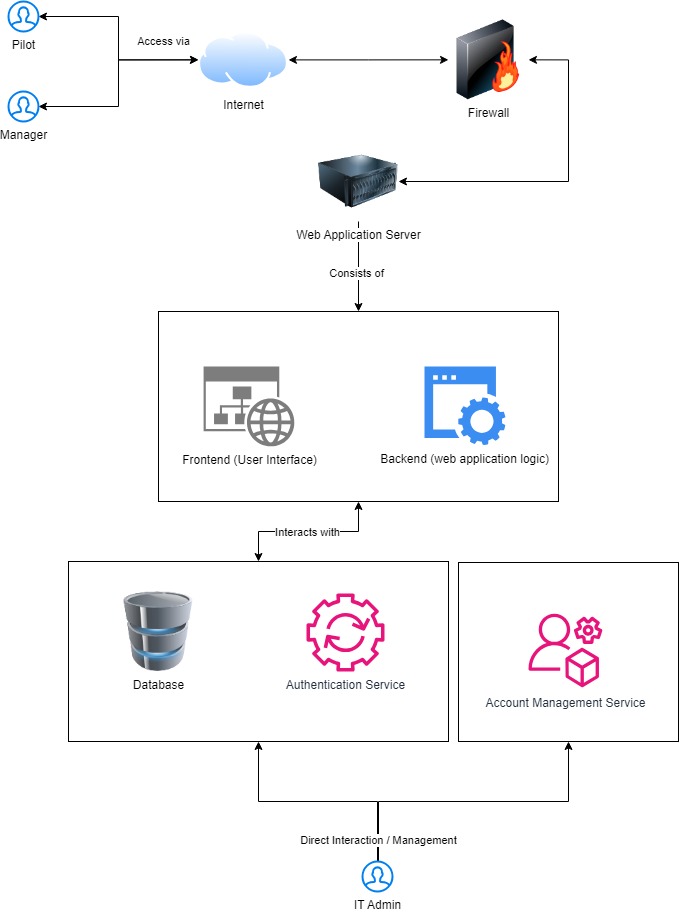 Pilot
Access via
Internet
Firewall
Manager
Web Application Server
Consists of
Frontend (User Interface)
Backend (web application logic)
Interacts with
Database
Authentication Service
Account Management Service
Direct Interaction / Management
IT Admin